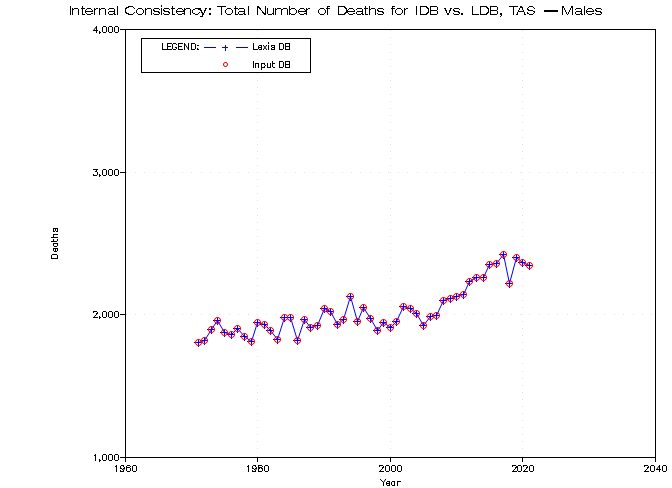 Internal Consistency: Total Number of Deaths for IDB vs. LDB, TAS — Males
LEGEND: — + — Lexis DB
Input DB
4,000
3,000
2,000
1,000
Deaths
1960 1980 2000 2020 2040
Year